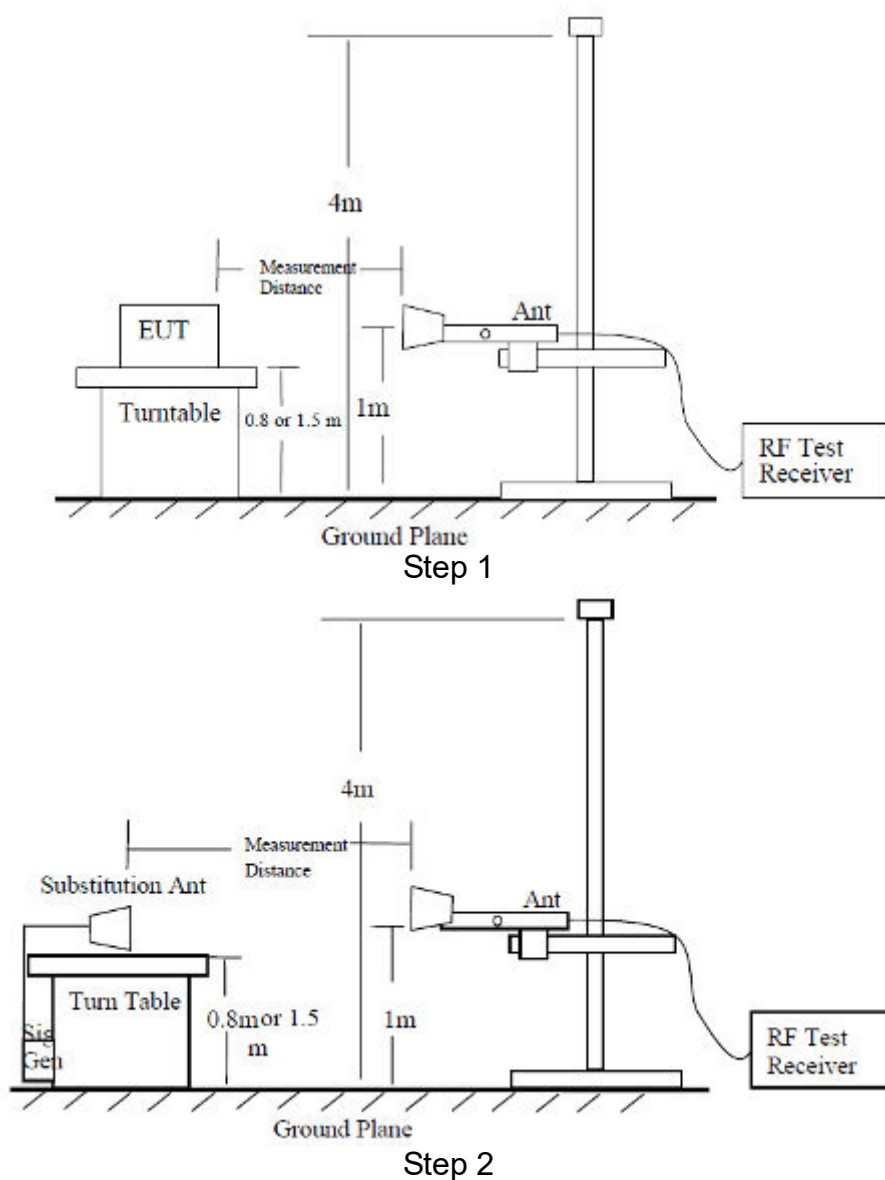 4m
Measurement
Distance
Ant
EUT
Turntable
0.8 or 1.5 m
1m
RF Test
Receiver
Ground Plane
Step 1
4m
Measurement
Distance
Substitution Ant
Ant
Turn Table
0.8m or 1.5
m
1m
Sig
Gen
RF Test
Receiver
Ground Plane
Step 2